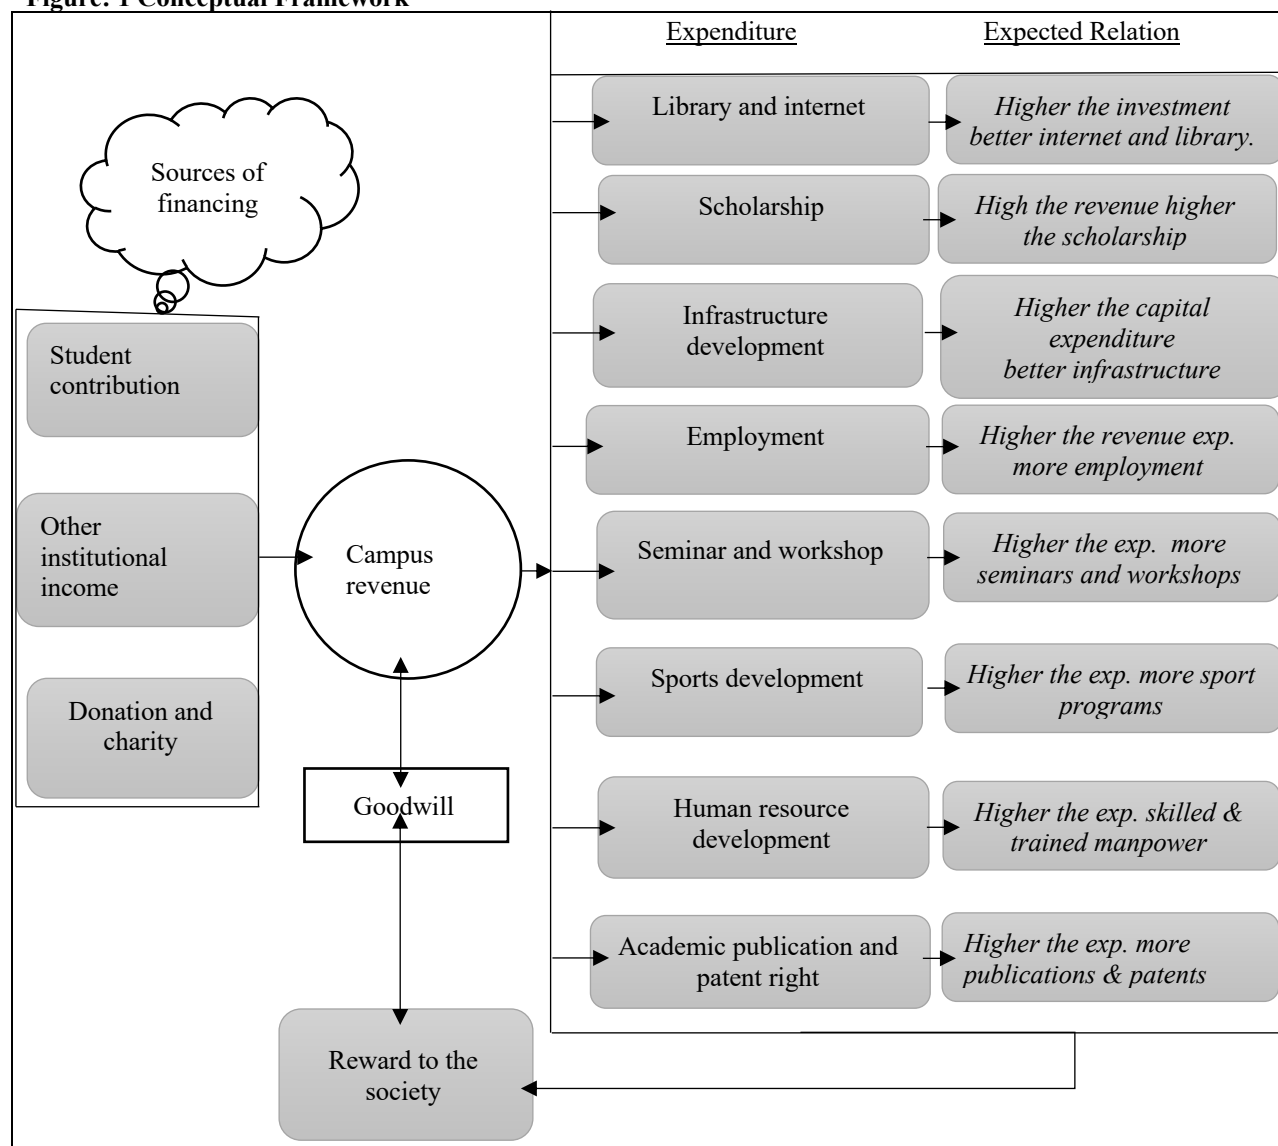 Figure: 1 Conceptual Framework
Expenditure
Expected Relation
Sources of
financing
Student
contribution
Other
institutional
income
Donation and
charity
Campus
revenue
Goodwill
Reward to the
society
Library and internet
Higher the investment
better internet and library.
Scholarship
High the revenue higher
the scholarship
Infrastructure
development
Higher the capital
expenditure
better infrastructure
Employment
Higher the revenue exp.
more employment
Seminar and workshop
Higher the exp. more
seminars and workshops
Sports development
Higher the exp. more sport
programs
Human resource
development
Higher the exp. skilled &
trained manpower
Academic publication and
patent right
Higher the exp. more
publications & patents